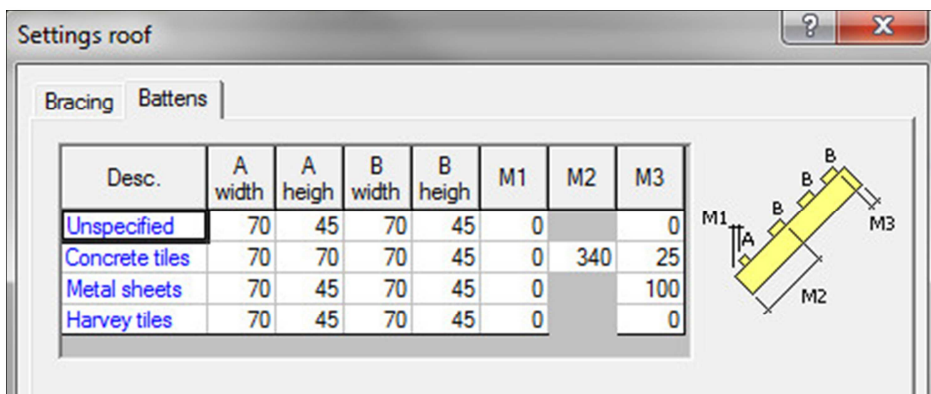 Settings roof
Bracing Battens
Desc. A width A heigh B width B heigh M1 M2 M3
Unspecified 70 45 70 45 0 0
Concrete tiles 70 70 70 45 0 340 25
Metal sheets 70 45 70 45 0 100
Harvey tiles 70 45 70 45 0 0
B
B
B
M1
A
M3
M2